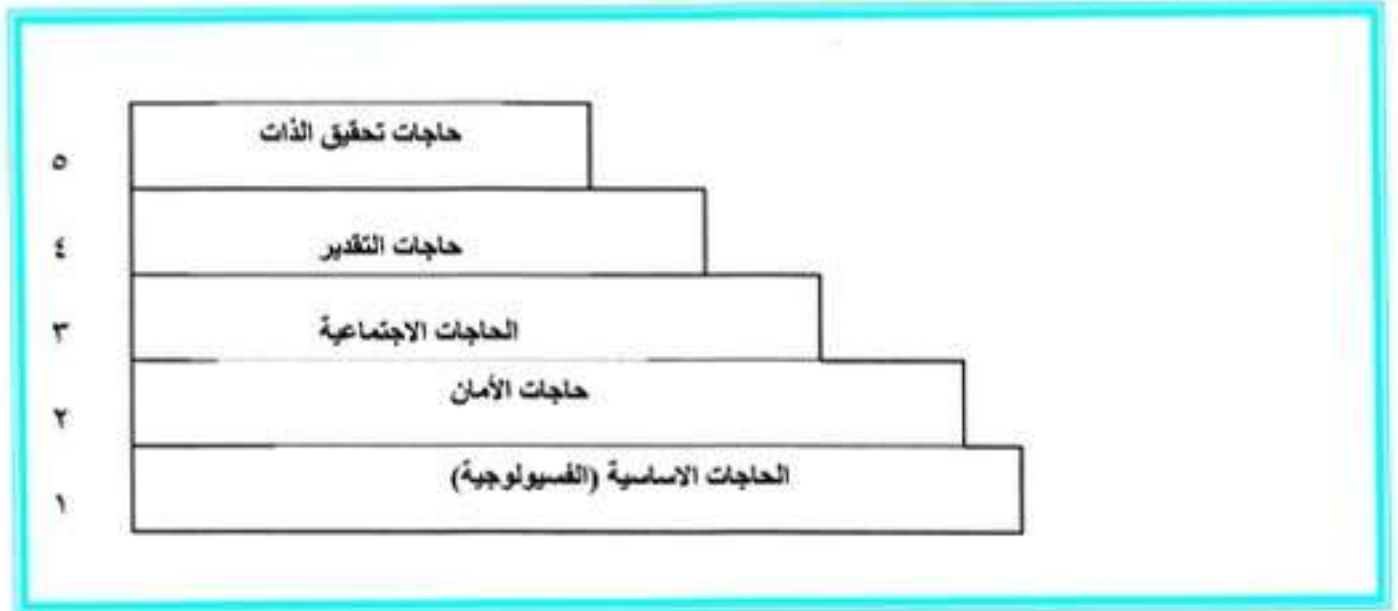 ٥ حاجات تحقيق الذات
٤ حاجات التقدير
٣ الحاجات الاجتماعية
٢ حاجات الأمان
١ الحاجات الاساسية (الفسيولوجية)